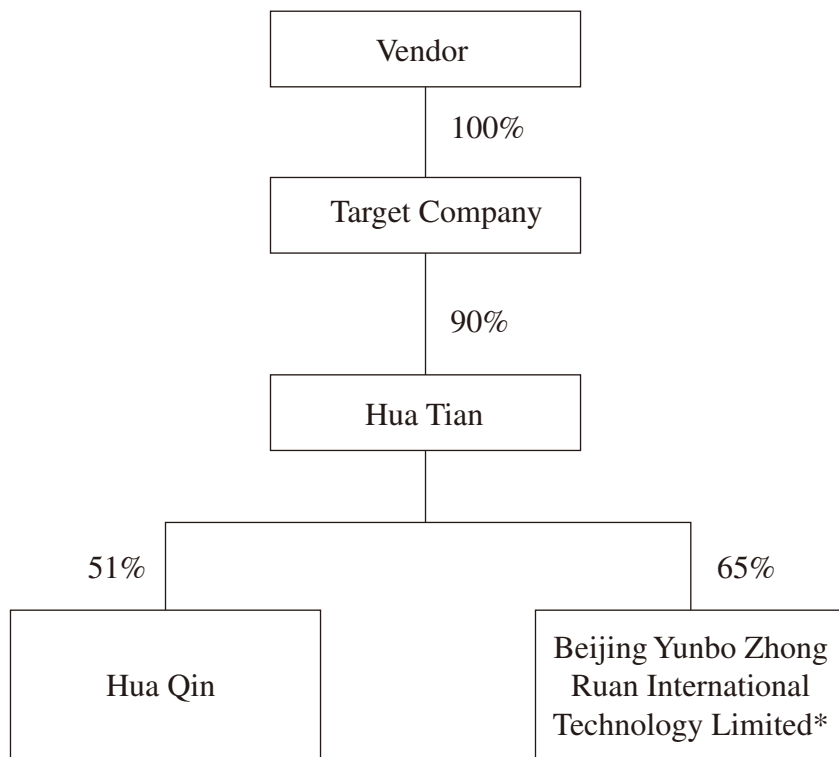 Vendor
100%
Target Company
90%
Hua Tian
51%
65%
Hua Qin
Beijing Yunbo Zhong
Ruan International
Technology Limited*